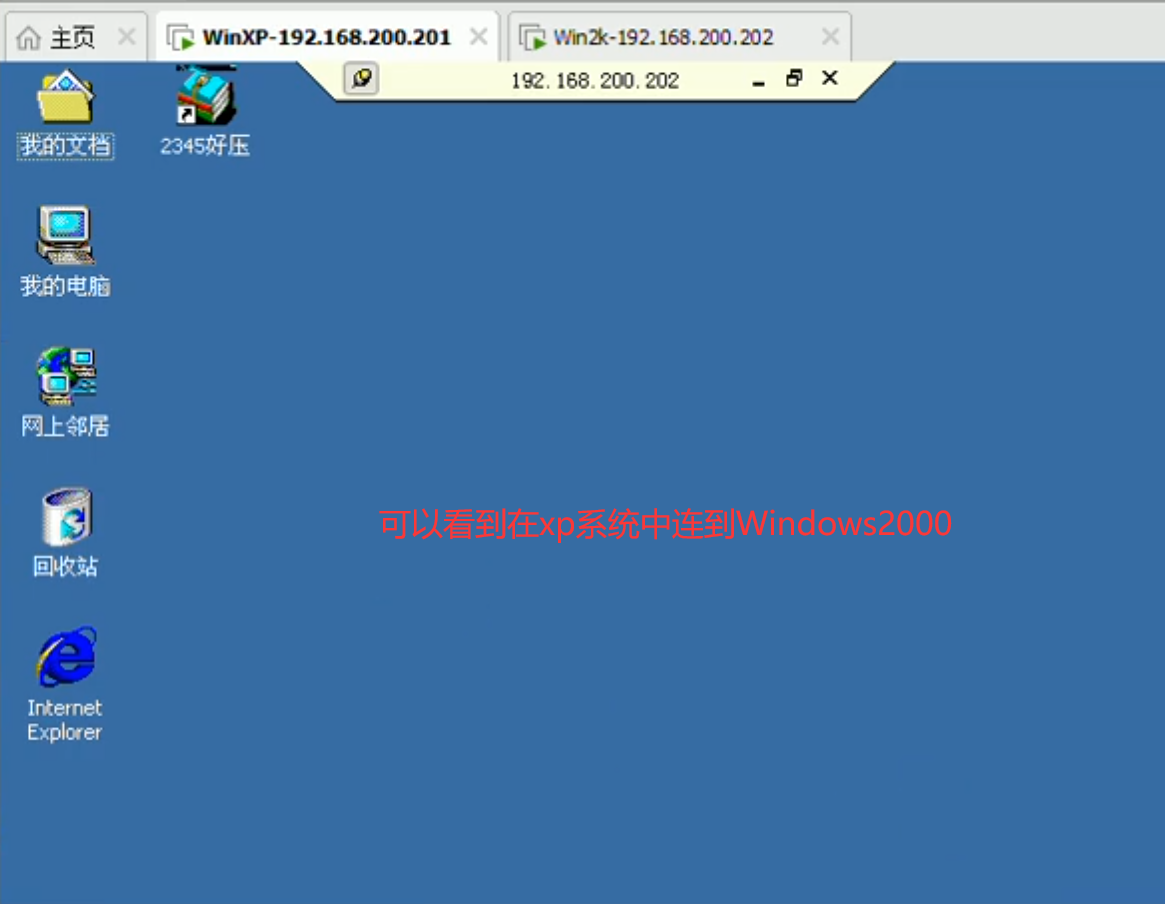 主页
WinXP-192.168.200.201
Win2k-192.168.200.202
192.168.200.202
我的文档
2345好压
我的电脑
网上邻居
可以看到在xp系统中连到Windows2000
回收站
Internet
Explorer